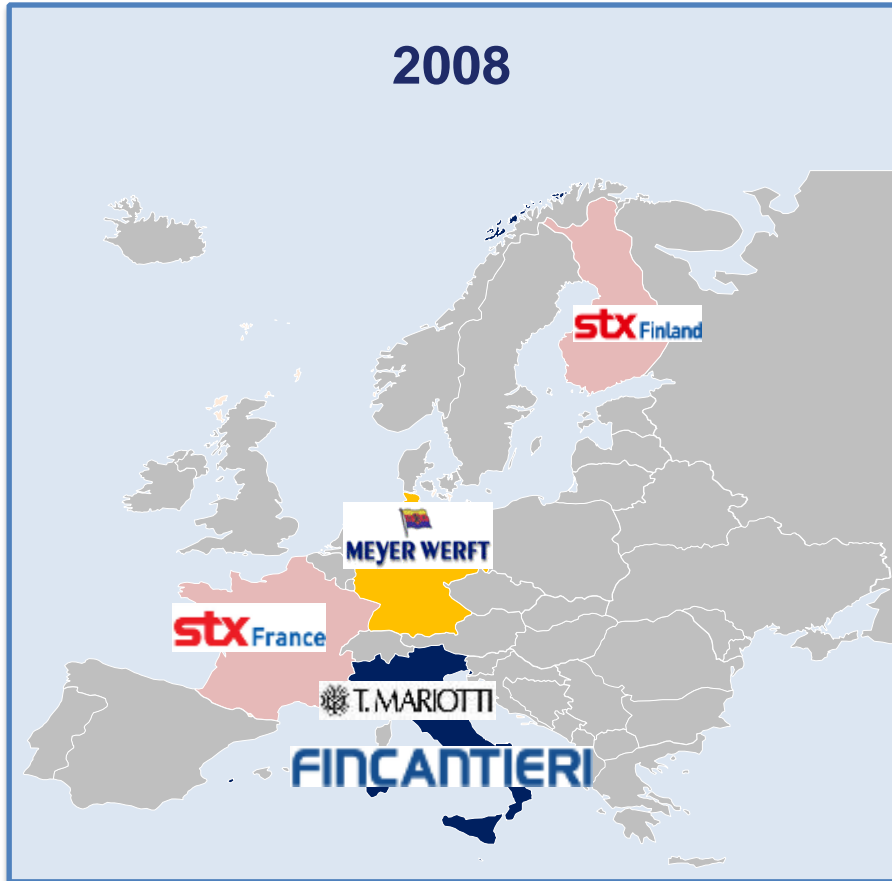 2008
stx Finland
MEYER WERFT
stx France
T. MARIOTTI
FINCANTIERI